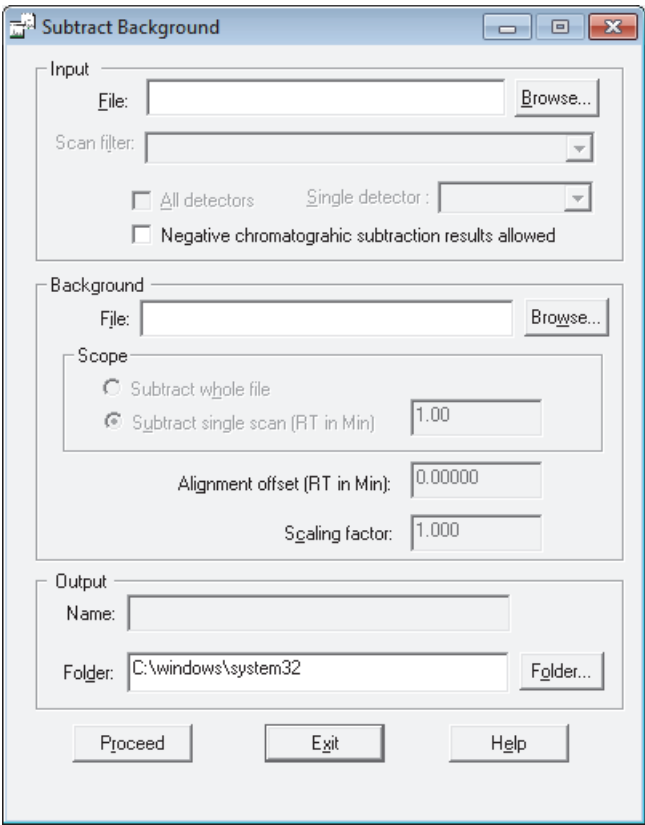 Subtract Background
Input
File:
Browse...
Scan filter:
All detectors
Single detector :
Negative chromatograhic subtraction results allowed
Background
File:
Browse...
Scope
Subtract whole file
Subtract single scan (RT in Min)
1.00
Alignment offset (RT in Min):
0.00000
Scaling factor:
1.000
Output
Name:
Folder:
C:\windows\system32
Folder...
Proceed
Exit
Help